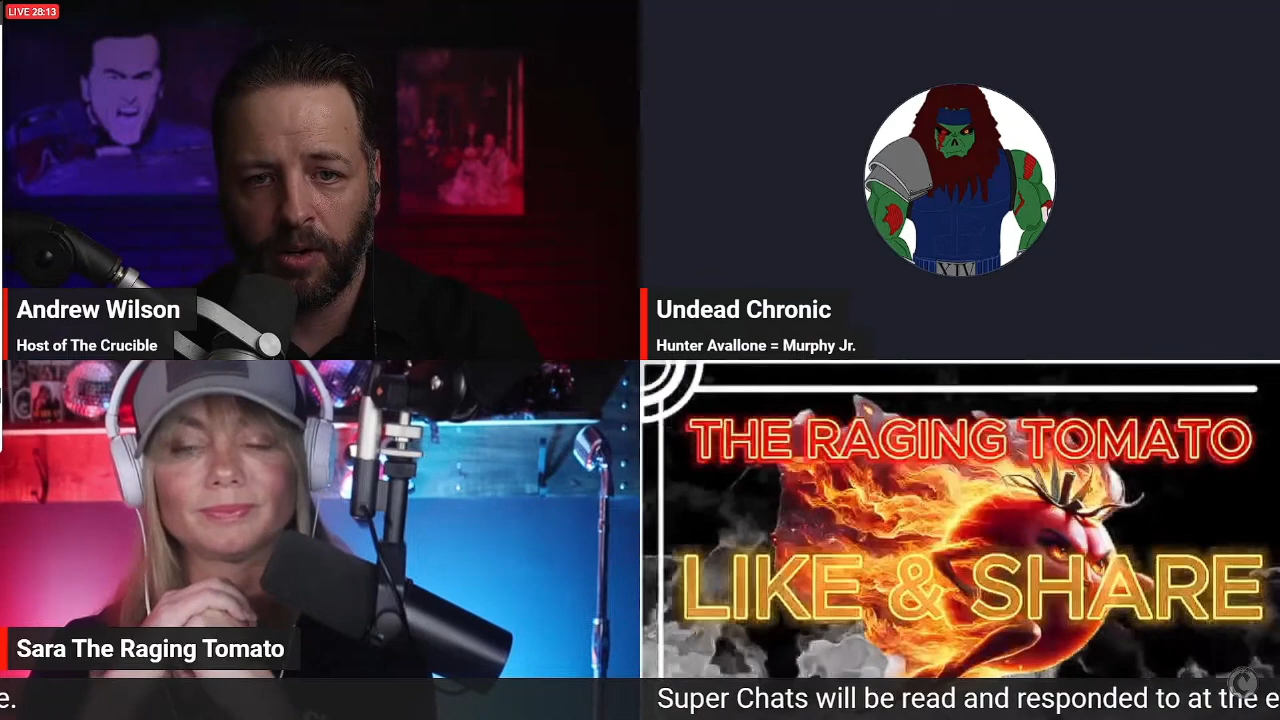 LIVE 28:13
Andrew Wilson
Host of The Crucible
Undead Chronic
Hunter Avallone = Murphy Jr.
XIV
THE RAGING TOMATO
LIKE & SHARE
Sara The Raging Tomato
e.
Super Chats will be read and responded to at the e